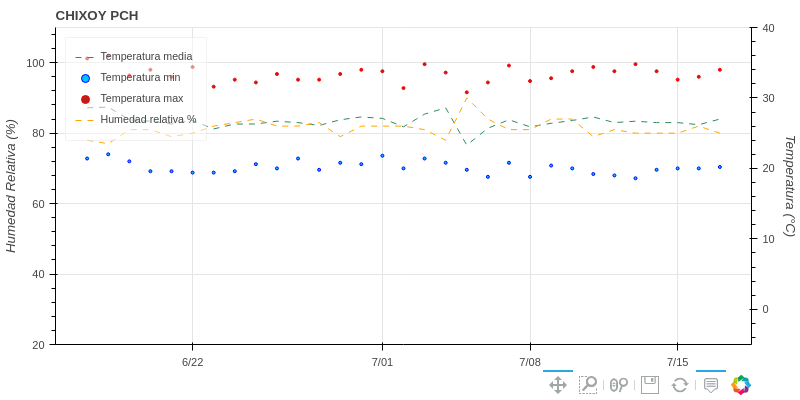 CHIXOY PCH
Temperatura media
Temperatura min
Temperatura max
Humedad relativa %
Humedad Relativa (%)
100
80
60
40
20
Temperatura (°C)
40
30
20
10
0
6/22
7/01
7/08
7/15